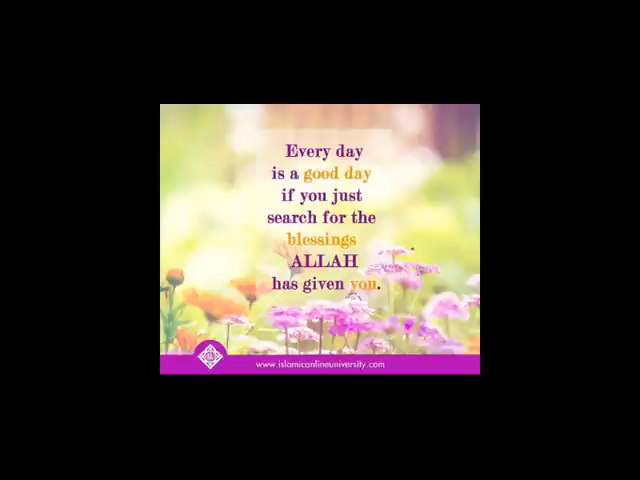 Every day
is a good day
if you just
search for the
blessings
ALLAH
has given you.
www.islamiconlineuniversity.com